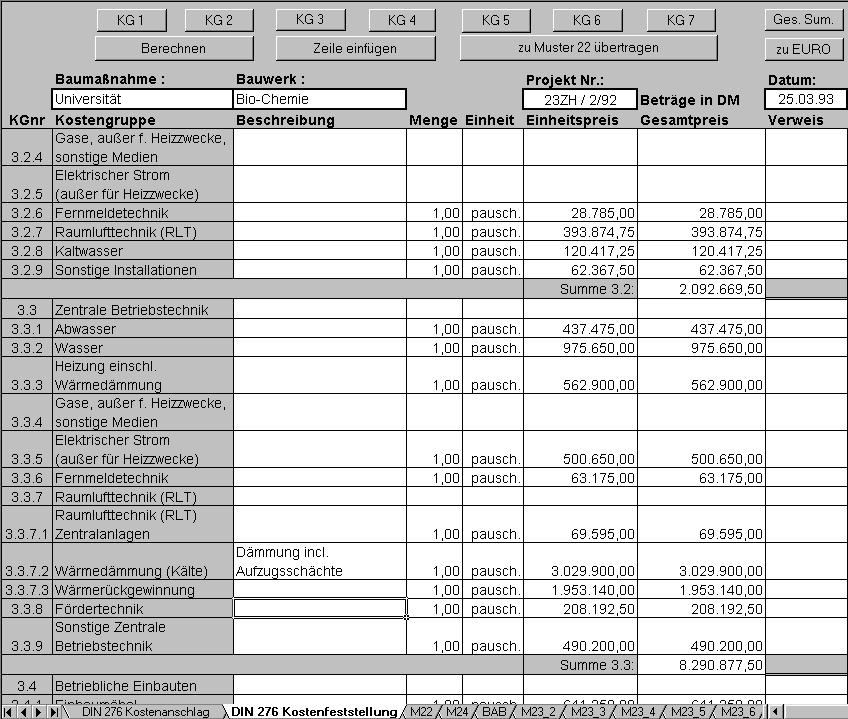 KG 1 KG 2 KG 3 KG 4 KG 5 KG 6 KG 7 Ges. Sum.
Berechnen Zeile einfügen zu Muster 22 übertragen zu EURO
Baumaßnahme : Bauwerk : Projekt Nr.: Datum:
Universität Bio-Chemie 23ZH / 2/92 Beträge in DM 25.03.93
KGnr Kostengruppe Beschreibung Menge Einheit Einheitspreis Gesamtpreis Verweis
Gase, außer f. Heizzwecke,
3.2.4 sonstige Medien
Elektrischer Strom
3.2.5 (außer für Heizzwecke)
3.2.6 Fernmeldetechnik 1,00 pausch. 28.785,00 28.785,00
3.2.7 Raumlufttechnik (RLT) 1,00 pausch. 393.874,75 393.874,75
3.2.8 Kaltwasser 1,00 pausch. 120.417,25 120.417,25
3.2.9 Sonstige Installationen 1,00 pausch. 62.367,50 62.367,50
Summe 3.2: 2.092.669,50
3.3 Zentrale Betriebstechnik
3.3.1 Abwasser 1,00 pausch. 437.475,00 437.475,00
3.3.2 Wasser 1,00 pausch. 975.650,00 975.650,00
Heizung einschl.
3.3.3 Wärmedämmung 1,00 pausch. 562.900,00 562.900,00
Gase, außer f. Heizzwecke,
3.3.4 sonstige Medien
Elektrischer Strom
3.3.5 (außer für Heizzwecke) 1,00 pausch. 500.650,00 500.650,00
3.3.6 Fernmeldetechnik 1,00 pausch. 63.175,00 63.175,00
3.3.7 Raumlufttechnik (RLT)
Raumlufttechnik (RLT)
3.3.7.1 Zentralanlagen 1,00 pausch. 69.595,00 69.595,00
Dämmung incl.
3.3.7.2 Wärmedämmung (Kälte) Aufzugsschächte 1,00 pausch. 3.029.900,00 3.029.900,00
3.3.7.3 Wärmerückgewinnung 1,00 pausch. 1.953.140,00 1.953.140,00
3.3.8 Fördertechnik 1,00 pausch. 208.192,50 208.192,50
Sonstige Zentrale
3.3.9 Betriebstechnik 1,00 pausch. 490.200,00 490.200,00
Summe 3.3: 8.290.877,50
3.4 Betriebliche Einbauten
DIN 276 Kostenanschlag DIN 276 Kostenfeststellung M22 M24 BAB M23_2 M23_3 M23_4 M23_5 M23_6